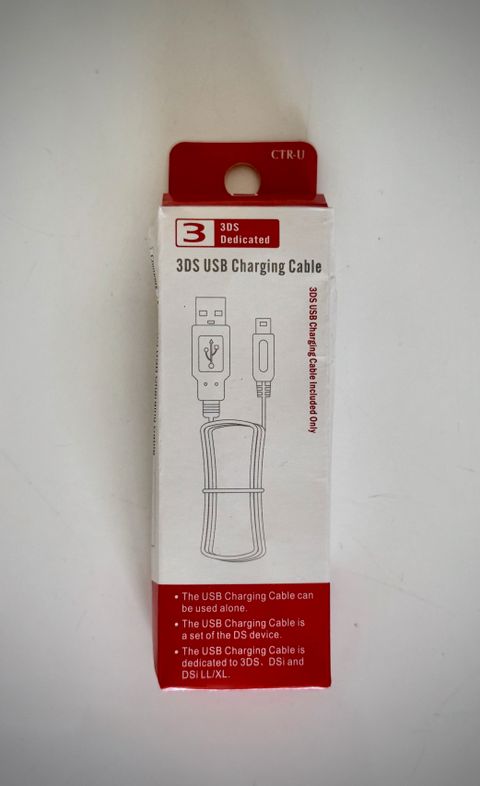 CTR-U
3
3DS
Dedicated
3DS USB Charging Cable
3DS USB Charging Cable Included Only
• The USB Charging Cable can
be used alone.
• The USB Charging Cable is
a set of the DS device.
• The USB Charging Cable is
dedicated to 3DS、DSi and
DSi LL/XL.